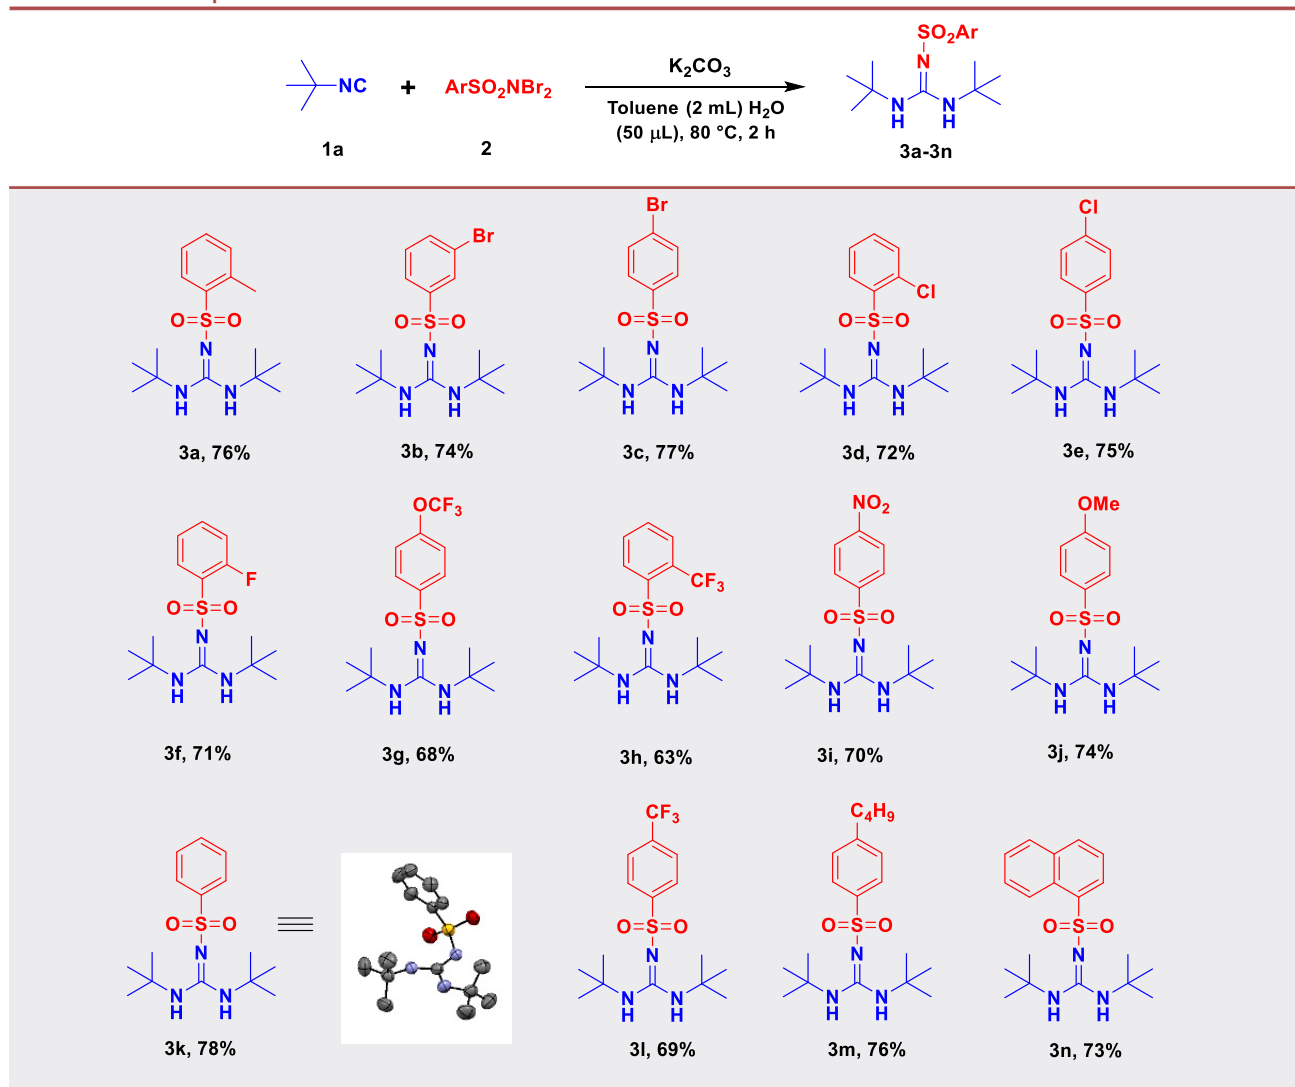 SO2Ar
N
NC + ArSO2NBr2
K2CO3
Toluene (2 mL) H2O
(50 μL), 80 °C, 2 h
N N
H H
1a 2 3a-3n
Br
O=S=O
N
N N
H H
3a, 76%
Br
O=S=O
N
N N
H H
3b, 74%
Br
O=S=O
N
N N
H H
3c, 77%
Cl
O=S=O
N
N N
H H
3d, 72%
Cl
O=S=O
N
N N
H H
3e, 75%
F
O=S=O
N
N N
H H
3f, 71%
OCF3
O=S=O
N
N N
H H
3g, 68%
CF3
O=S=O
N
N N
H H
3h, 63%
NO2
O=S=O
N
N N
H H
3i, 70%
OMe
O=S=O
N
N N
H H
3j, 74%
O=S=O
N
N N
H H
3k, 78%
CF3
O=S=O
N
N N
H H
3l, 69%
C4H9
O=S=O
N
N N
H H
3m, 76%
O=S=O
N
N N
H H
3n, 73%